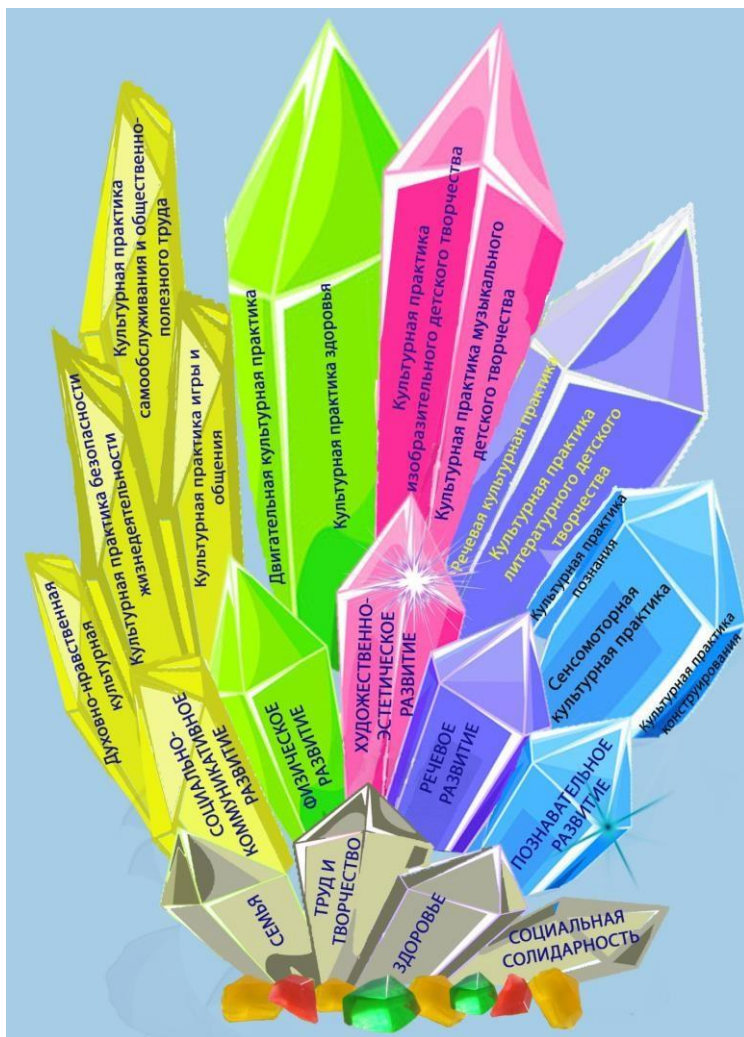 Культурная практика
самообслуживания и общественно-
полезного труда
Культурная практика безопасности
жизнедеятельности
Культурная практика игры и
общения
Духовно-нравственная
культурная
Двигательная культурная практика
Культурная практика здоровья
Культурная практика
изобразительного детского творчества
Культурная практика музыкального
детского творчества
Речевая культурная практика
Культурная практика
литературного детского
творчества
Культурная практика
познания
Сенсомоторная
культурная практика
Культурная практика
конструирования
СОЦИАЛЬНО-
КОММУНИКАТИВНОЕ
РАЗВИТИЕ
ФИЗИЧЕСКОЕ
РАЗВИТИЕ
ХУДОЖЕСТВЕННО-
ЭСТЕТИЧЕСКОЕ
РАЗВИТИЕ
РЕЧЕВОЕ
РАЗВИТИЕ
ПОЗНАВАТЕЛЬНОЕ
РАЗВИТИЕ
СЕМЬЯ
ТРУД И
ТВОРЧЕСТВО
ЗДОРОВЬЕ
СОЦИАЛЬНАЯ
СОЛИДАРНОСТЬ